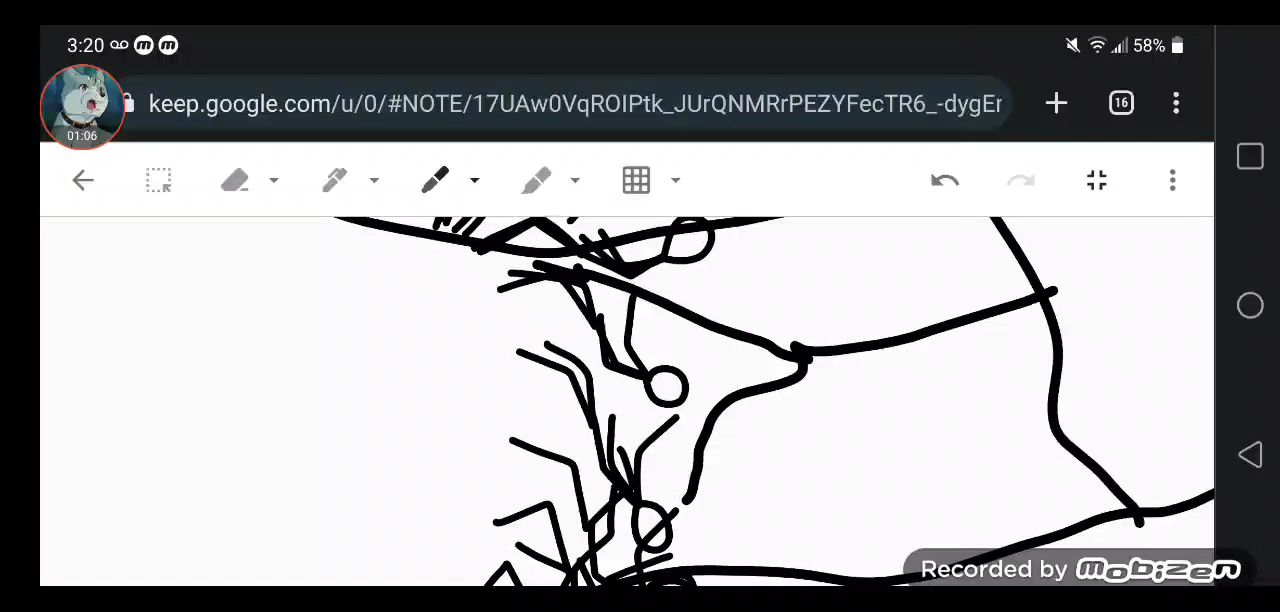 3:20 58%
keep.google.com/u/0/#NOTE/17UAw0VqROIPtk_JUrQNMRrPEZYFecTR6_-dygEr
16
01:06
Recorded by mobizen